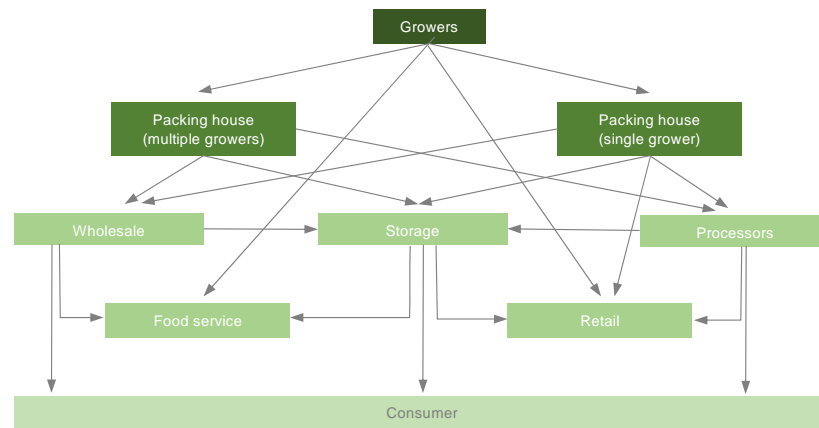 Growers
Packing house
(multiple growers)
Packing house
(single grower)
Wholesale
Storage
Processors
Food service
Retail
Consumer